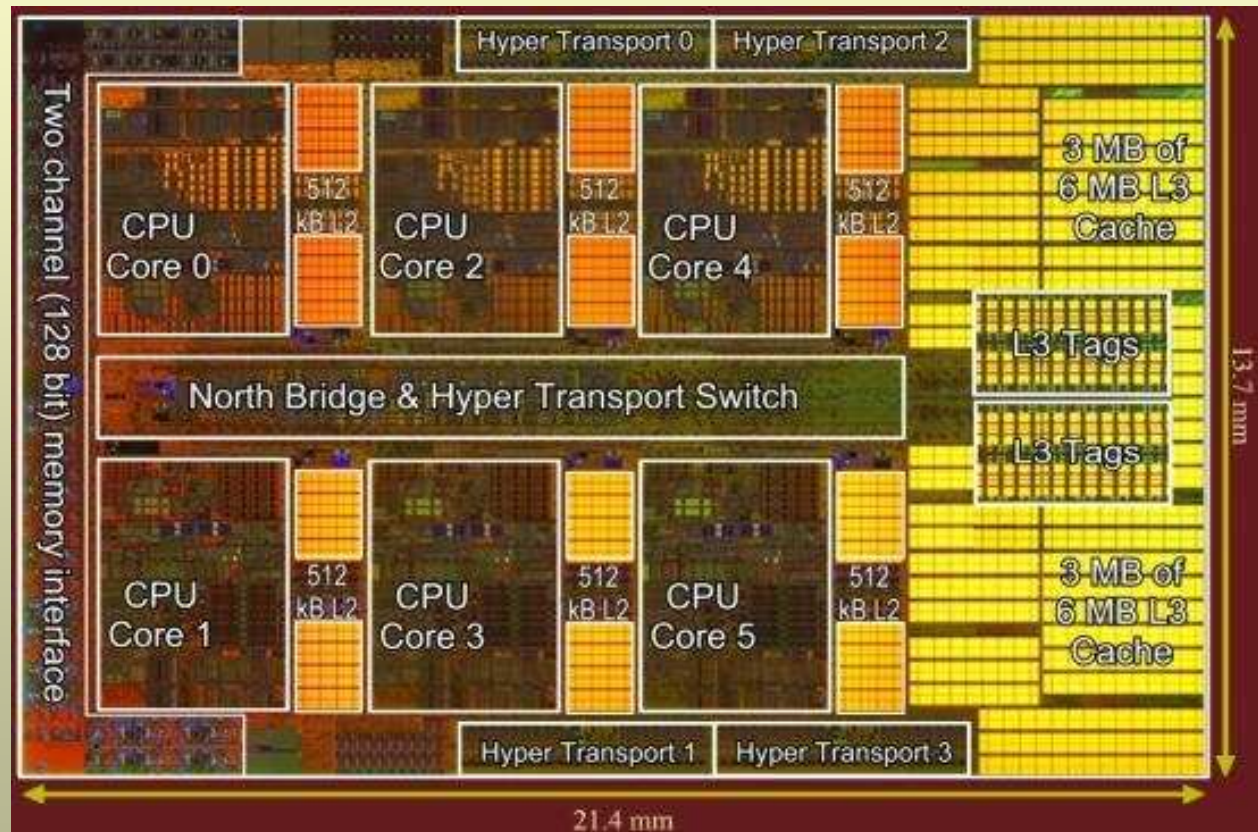 Hyper Transport 0
Hyper Transport 2
Two channel (128 bit) memory interface
CPU
Core 0
512
kB L2
CPU
Core 2
512
kB L2
CPU
Core 4
512
kB L2
3 MB of
6 MB L3
Cache
L3 Tags
North Bridge & Hyper Transport Switch
L3 Tags
13.7 mm
CPU
Core 1
512
kB L2
CPU
Core 3
512
kB L2
CPU
Core 5
512
kB L2
3 MB of
6 MB L3
Cache
Hyper Transport 1
Hyper Transport 3
21.4 mm